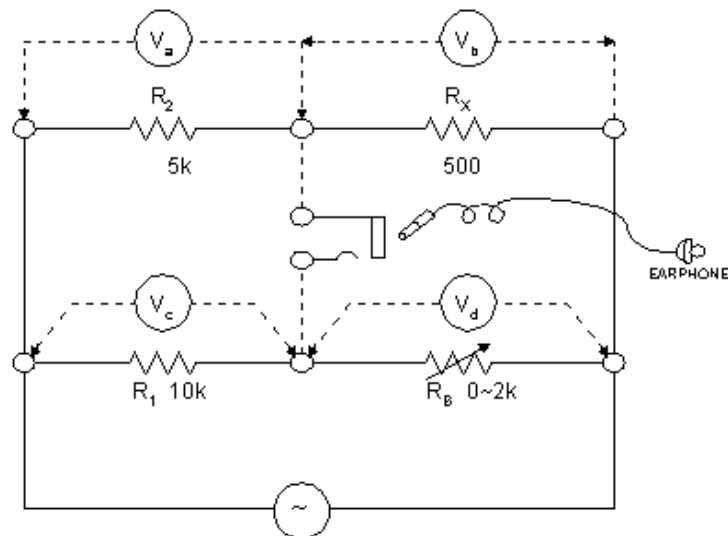 Va Vb
R2 RX
5k 500
EARPHONE
Vc Vd
R1 10k RB 0~2k
~